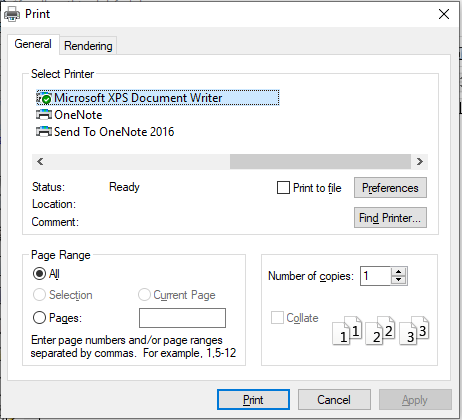 Print
General
Rendering
Select Printer
Microsoft XPS Document Writer
OneNote
Send To OneNote 2016
Status: Ready
Print to file
Preferences
Location:
Comment:
Find Printer...
Page Range
All
Selection
Current Page
Pages:
Enter page numbers and/or page ranges
separated by commas. For example, 1,5-12
Number of copies: 1
Collate
1 1 2 2 3 3
Print
Cancel
Apply